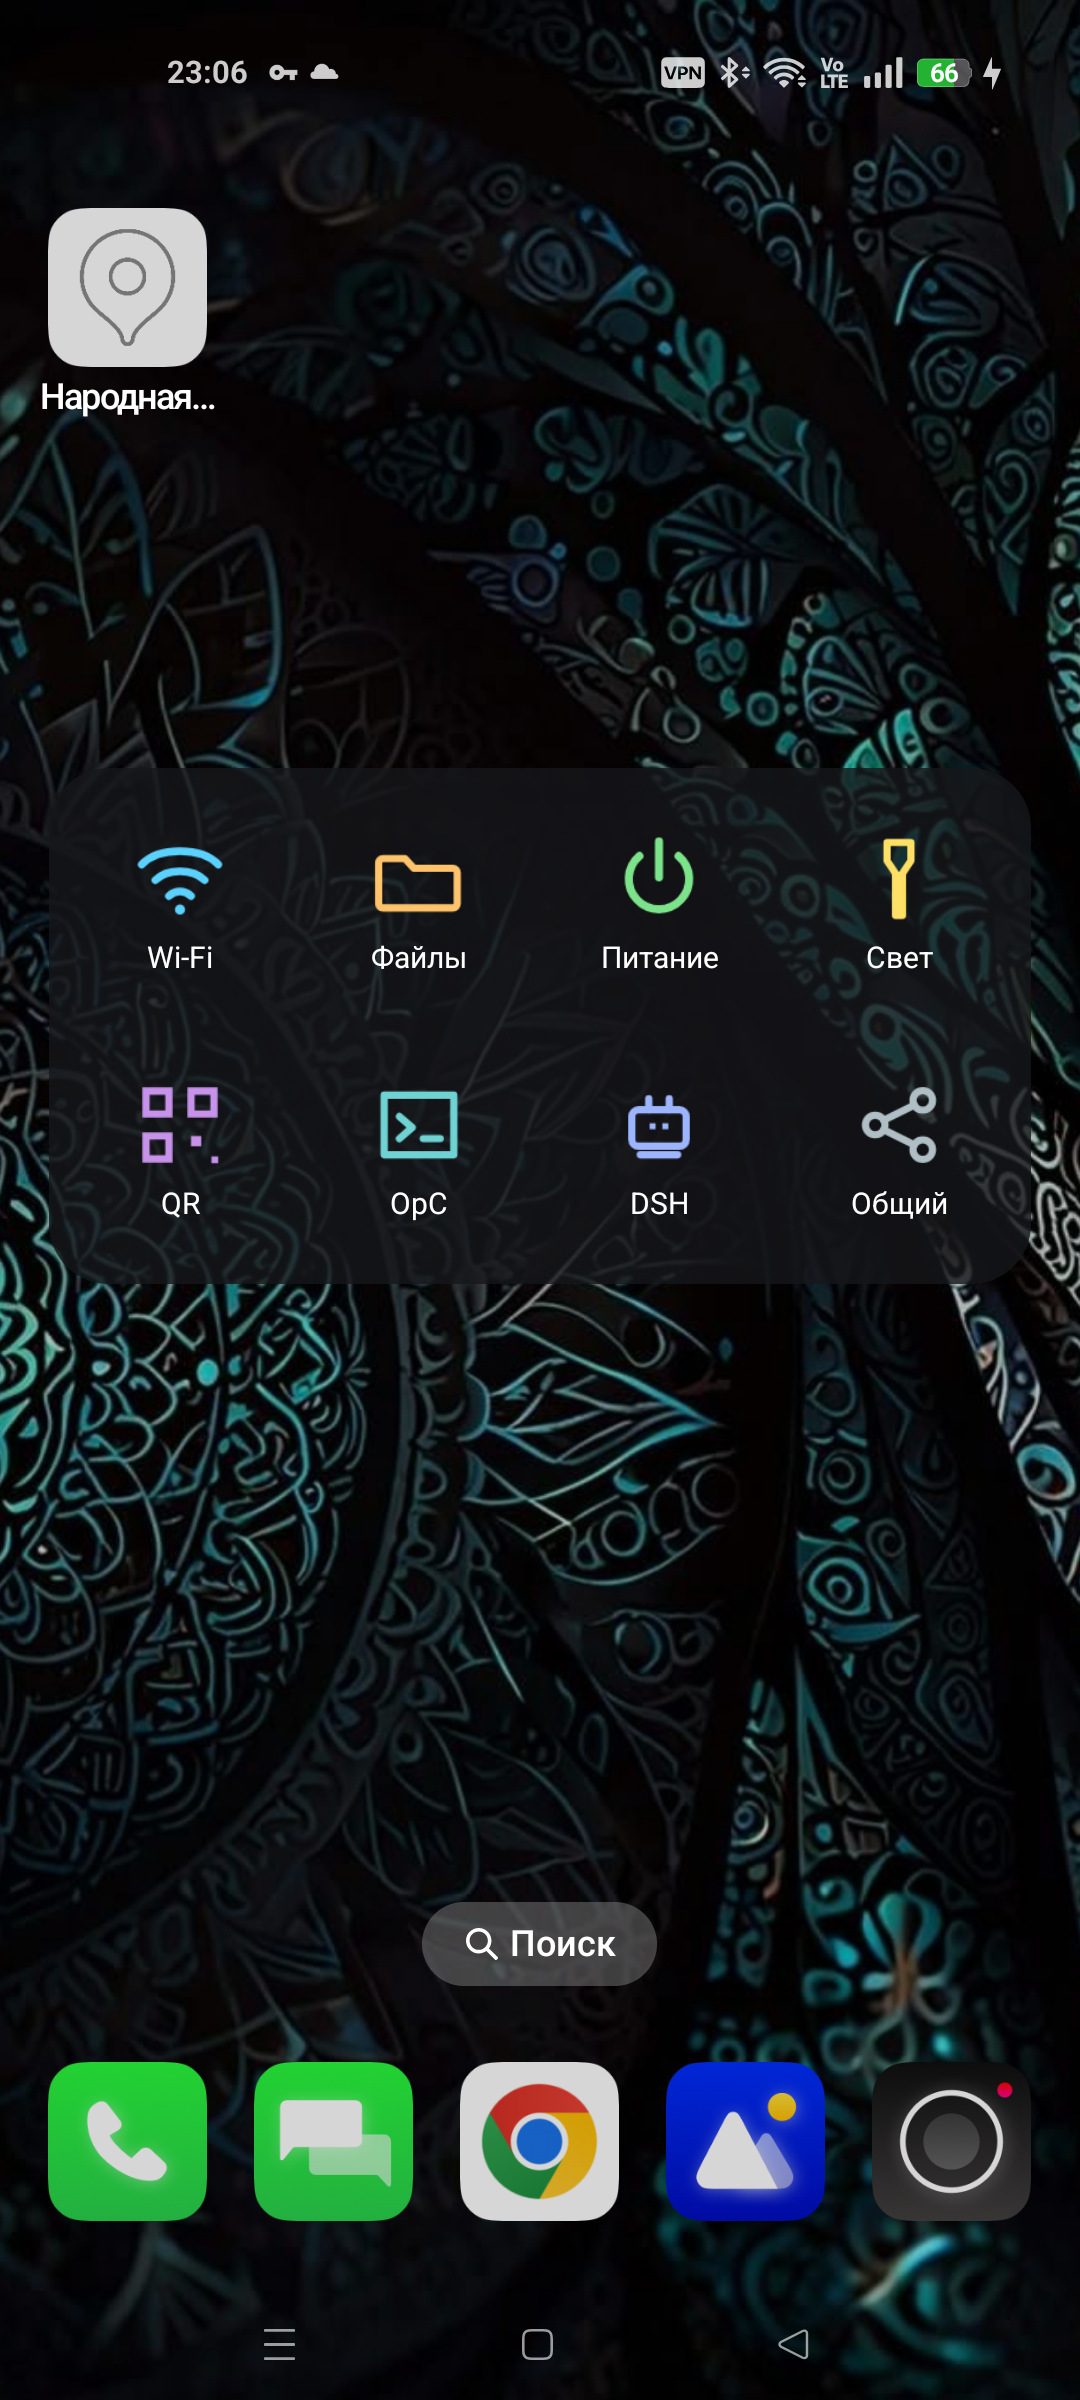 23:06 VPN Vo LTE 66
Народная...
Wi-Fi Файлы Питание Свет
QR OpC DSH Общий
Поиск